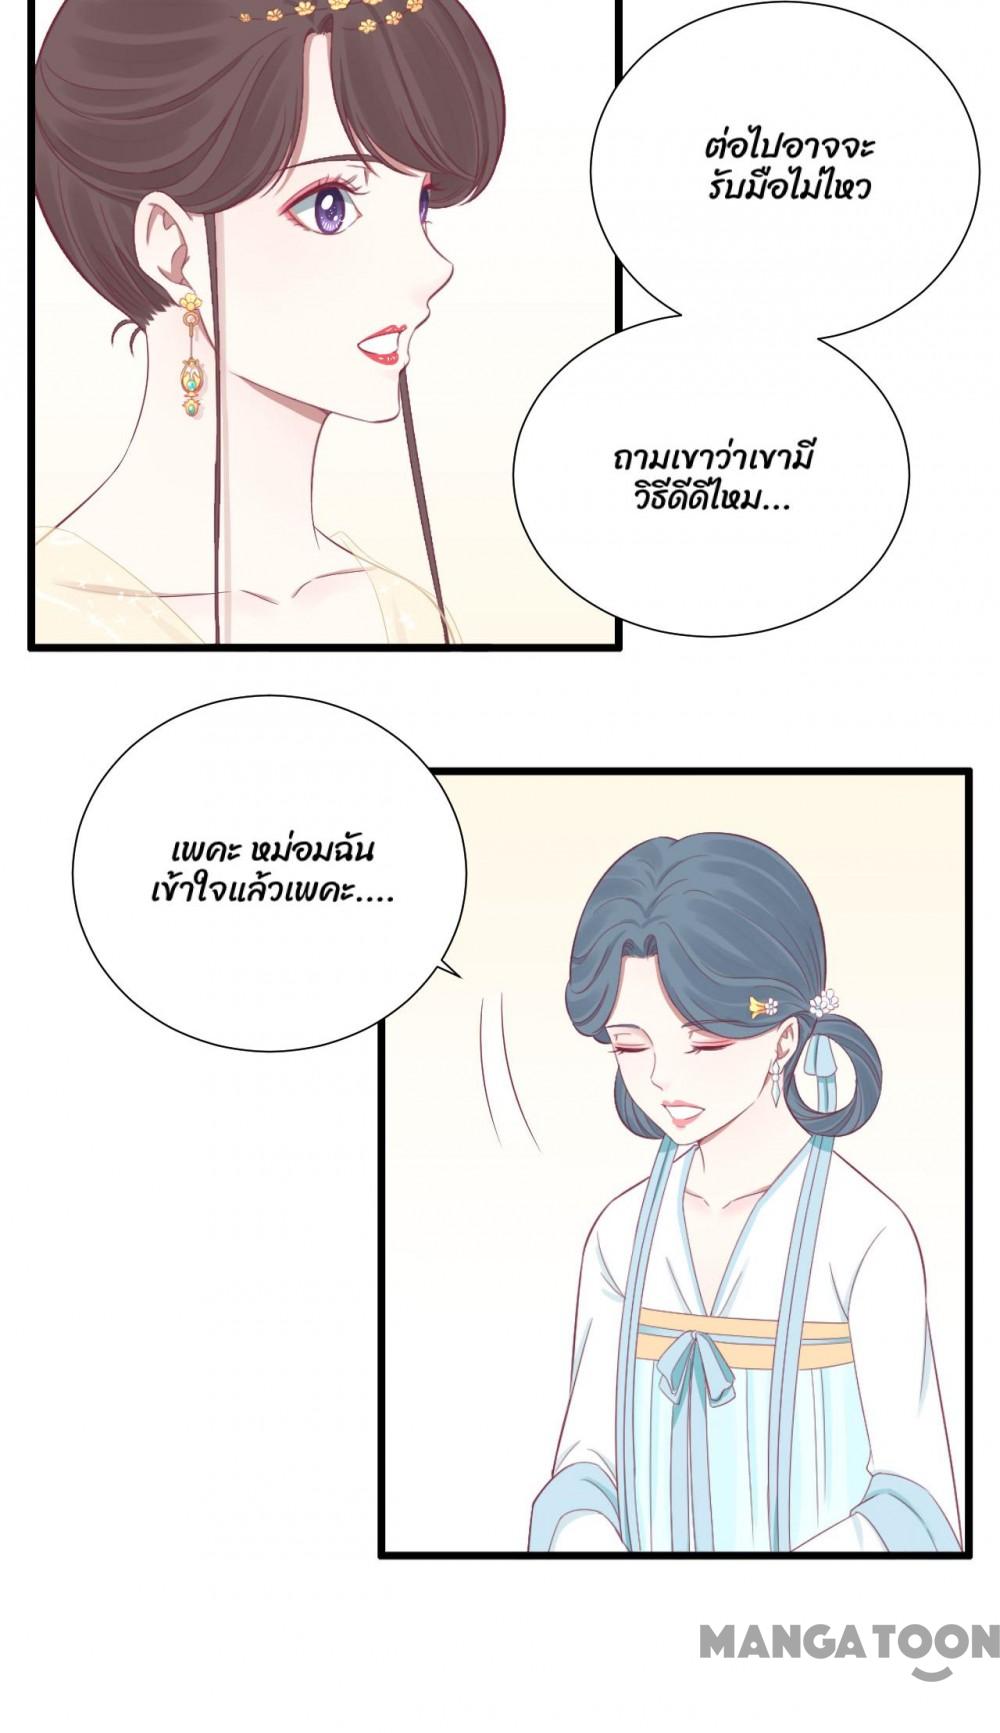 ต่อไปอาจจะ
รับมือไม่ไหว
ถามเขาว่าเขามี
วิธีดีดีไหม...
เพคะ หม่อมฉัน
เข้าใจแล้วเพคะ....
MANGATOON